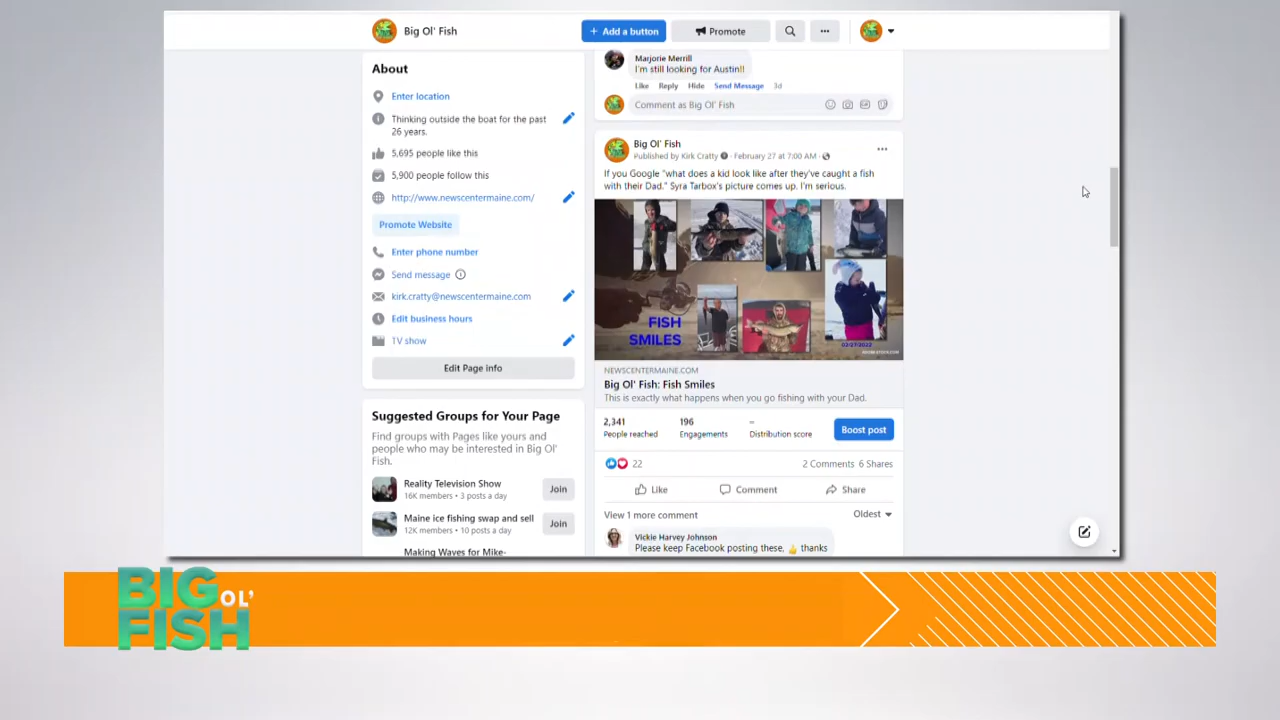 Big Ol' Fish
Add a button
Promote
About
Enter location
Thinking outside the boat for the past
26 years.
5,695 people like this
5,900 people follow this
http://www.newscentermaine.com/
Promote Website
Enter phone number
Send message
kirk.cratty@newscentermaine.com
Edit business hours
TV show
Edit Page info
Suggested Groups for Your Page
Find groups with Pages like yours and
people who may be interested in Big Ol'
Fish.
Reality Television Show
16K members • 3 posts a day
Join
Maine ice fishing swap and sell
12K members • 10 posts a day
Join
Making Waves for Mike-
Marjorie Merrill
I'm still looking for Austin!!
Like Reply Hide Send Message 3d
Comment as Big Ol' Fish
Big Ol' Fish
Published by Kirk Cratty · February 27 at 7:00 AM ·
If you Google "what does a kid look like after they've caught a fish
with their Dad." Syra Tarbox's picture comes up. I'm serious.
FISH
SMILES
02/27/2022
NEWSCENTERMAINE.COM
Big Ol' Fish: Fish Smiles
This is exactly what happens when you go fishing with your Dad.
2,341 196 –
People reached Engagements Distribution score
Boost post
22
2 Comments 6 Shares
Like Comment Share
View 1 more comment
Oldest
Vickie Harvey Johnson
Please keep Facebook posting these, 👍 thanks
BIG OL'
FISH